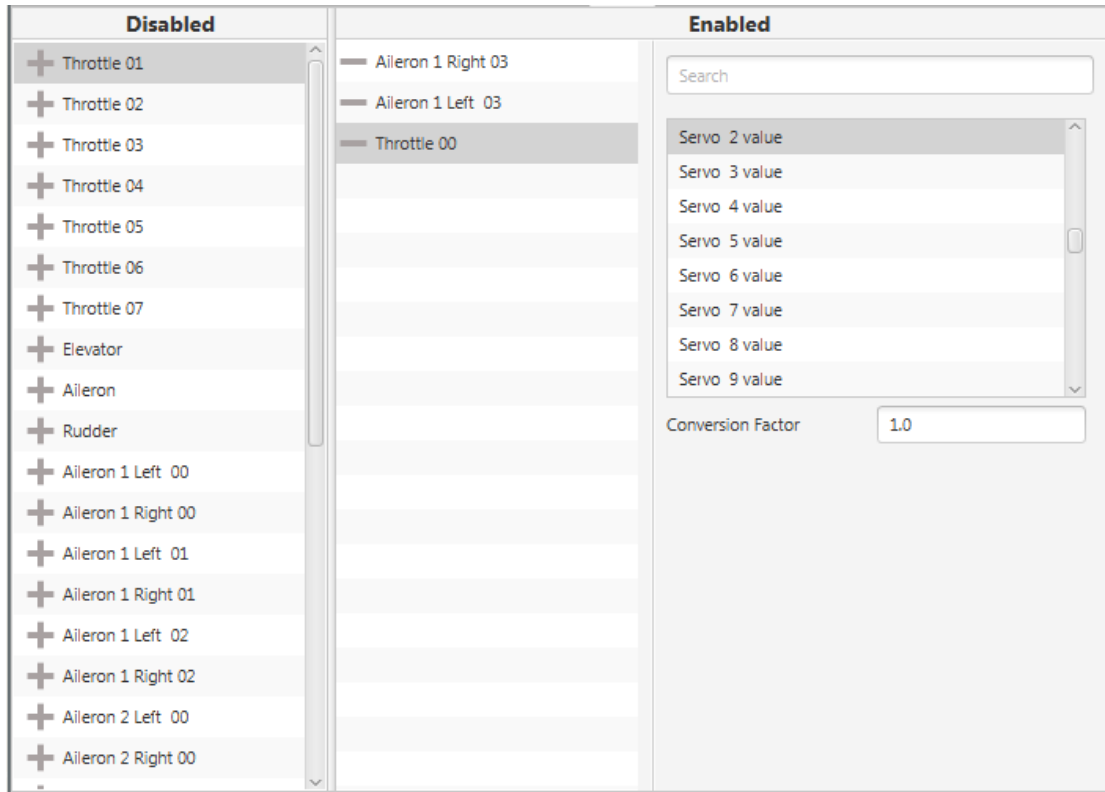 Disabled
Throttle 01
Throttle 02
Throttle 03
Throttle 04
Throttle 05
Throttle 06
Throttle 07
Elevator
Aileron
Rudder
Aileron 1 Left  00
Aileron 1 Right 00
Aileron 1 Left  01
Aileron 1 Right 01
Aileron 1 Left  02
Aileron 1 Right 02
Aileron 2 Left  00
Aileron 2 Right 00
Enabled
Aileron 1 Right 03
Aileron 1 Left  03
Throttle 00
Search
Servo  2 value
Servo  3 value
Servo  4 value
Servo  5 value
Servo  6 value
Servo  7 value
Servo  8 value
Servo  9 value
Conversion Factor 1.0